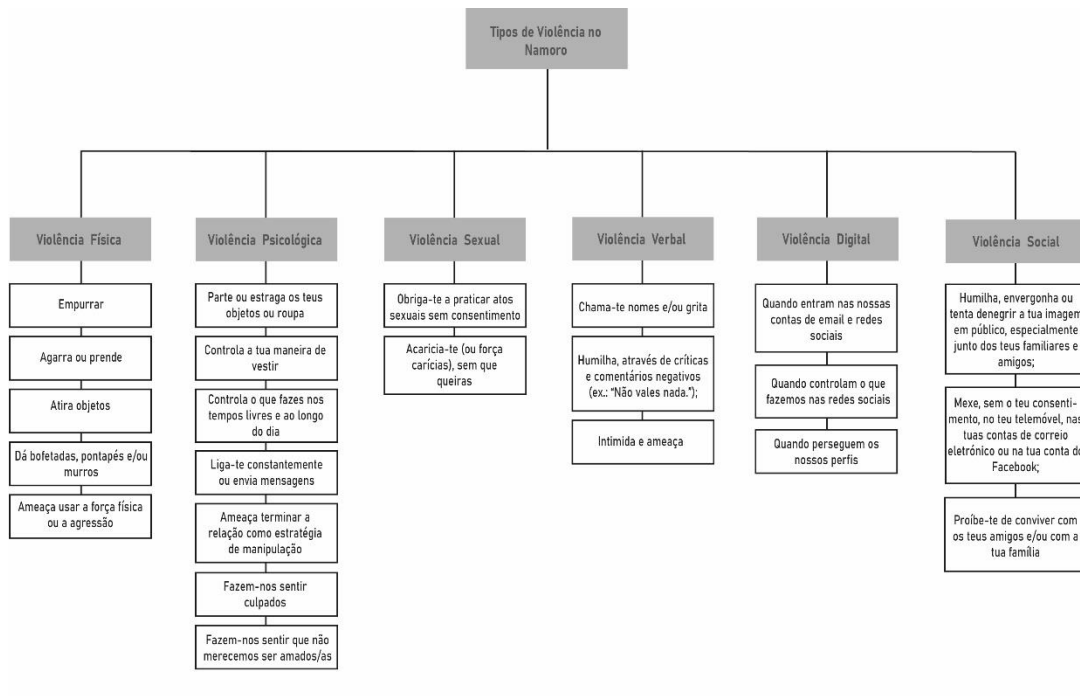 Tipos de Violência no
Namoro
Violência Física
Empurrar
Agarra ou prende
Atira objetos
Dá bofetadas, pontapés e/ou
murros
Ameaça usar a força física
ou a agressão
Violência Psicológica
Parte ou estraga os teus
objetos ou roupa
Controla a tua maneira de
vestir
Controla o que fazes nos
tempos livres e ao longo
do dia
Liga-te constantemente
ou envia mensagens
Ameaça terminar a
relação como estratégia
de manipulação
Fazem-nos sentir
culpados
Fazem-nos sentir que não
merecemos ser amados/as
Violência Sexual
Obriga-te a praticar atos
sexuais sem consentimento
Acaricia-te (ou força
carícias), sem que
queiras
Violência Verbal
Chama-te nomes e/ou grita
Humilha, através de críticas
e comentários negativos
(ex.: “Não vales nada.”);
Intimida e ameaça
Violência Digital
Quando entram nas nossas
contas de email e redes
sociais
Quando controlam o que
fazemos nas redes sociais
Quando perseguem os
nossos perfis
Violência Social
Humilha, envergonha ou
tenta denegrir a tua imagem
em público, especialmente
junto dos teus familiares e
amigos;
Mexe, sem o teu consenti-
mento, no teu telemóvel, nas
tuas contas de correio
eletrónico ou na tua conta do
Facebook;
Proíbe-te de conviver com
os teus amigos e/ou com a
tua família